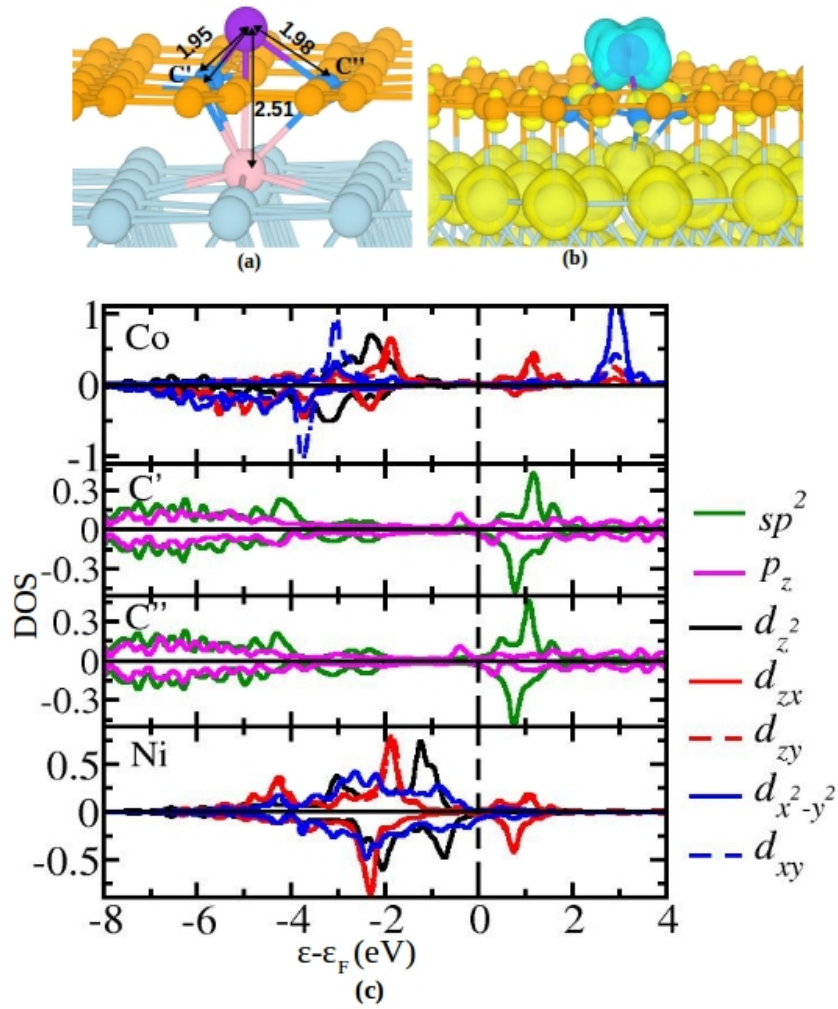 1.95
1.98
C'
C"
2.51
(a)
(b)
1
Co
0
-1
0.3
C'
0
-0.3
0.3
C"
0
-0.3
0.5
Ni
0
-0.5
DOS
-8 -6 -4 -2 0 2 4
ε-ε_F (eV)
(c)
sp²
p_z
d_z²
d_zx
d_zy
d_x²-y²
d_xy